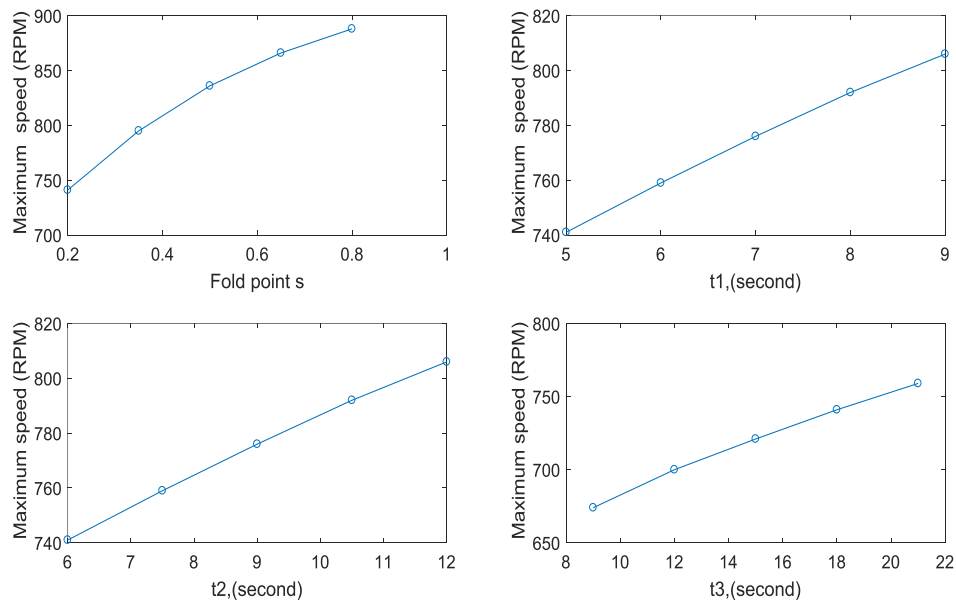 900
850
800
750
700
Maximum speed (RPM)
0.2 0.4 0.6 0.8 1
Fold point s
820
800
780
760
740
Maximum speed (RPM)
5 6 7 8 9
t1,(second)
820
800
780
760
740
Maximum speed (RPM)
6 7 8 9 10 11 12
t2,(second)
800
750
700
650
Maximum speed (RPM)
8 10 12 14 16 18 20 22
t3,(second)